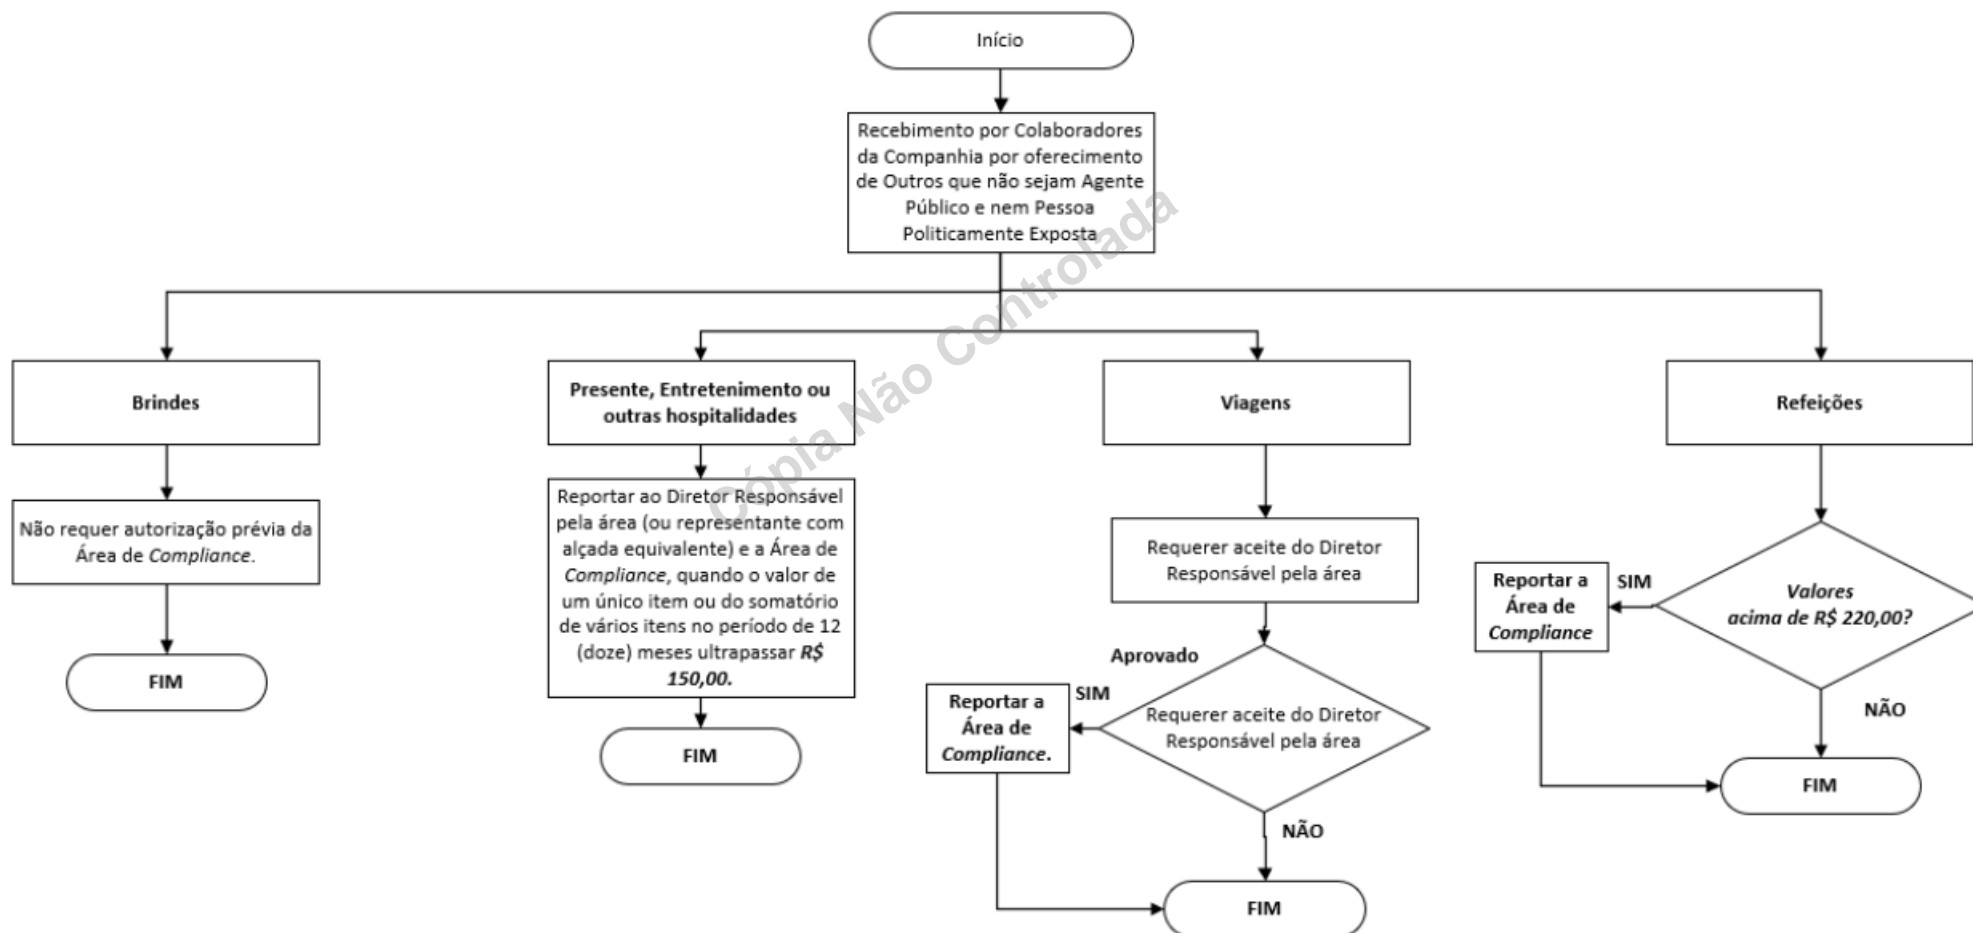 Início
Recebimento por Colaboradores
da Companhia por oferecimento
de Outros que não sejam Agente
Público e nem Pessoa
Politicamente Exposta
Cópia Não Controlada
Brindes
Não requer autorização prévia da
Área de Compliance.
FIM
Presente, Entretenimento ou
outras hospitalidades
Reportar ao Diretor Responsável
pela área (ou representante com
alçada equivalente) e a Área de
Compliance, quando o valor de
um único item ou do somatório
de vários itens no período de 12
(doze) meses ultrapassar R$
150,00.
FIM
Viagens
Requerer aceite do Diretor
Responsável pela área
Aprovado
SIM
Requerer aceite do Diretor
Responsável pela área
Reportar a
Área de
Compliance.
NÃO
FIM
Refeições
Valores
acima de R$ 220,00?
SIM
Reportar a
Área de
Compliance
NÃO
FIM